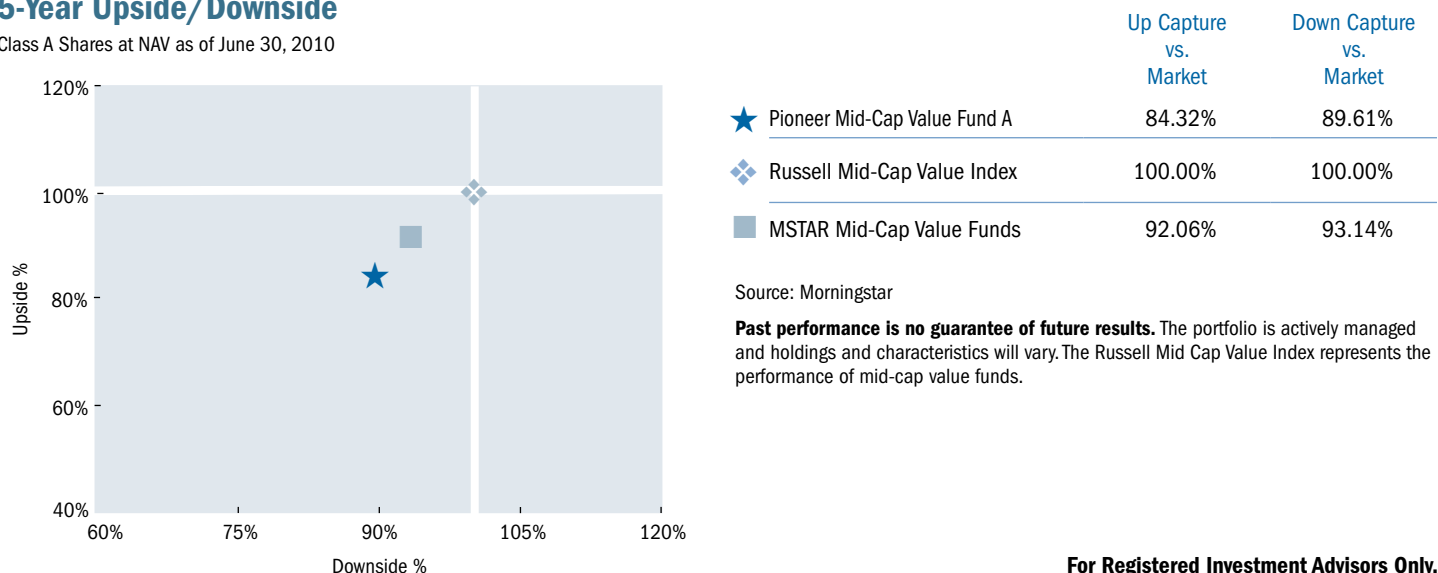 5-Year Upside/Downside
Class A Shares at NAV as of June 30, 2010
120%
100%
80%
60%
40%
Upside %
60%
75%
90%
105%
120%
Downside %
Up Capture
vs.
Market
Down Capture
vs.
Market
Pioneer Mid-Cap Value Fund A 84.32% 89.61%
Russell Mid-Cap Value Index 100.00% 100.00%
MSTAR Mid-Cap Value Funds 92.06% 93.14%
Source: Morningstar
Past performance is no guarantee of future results. The portfolio is actively managed
and holdings and characteristics will vary. The Russell Mid Cap Value Index represents the
performance of mid-cap value funds.
For Registered Investment Advisors Only.